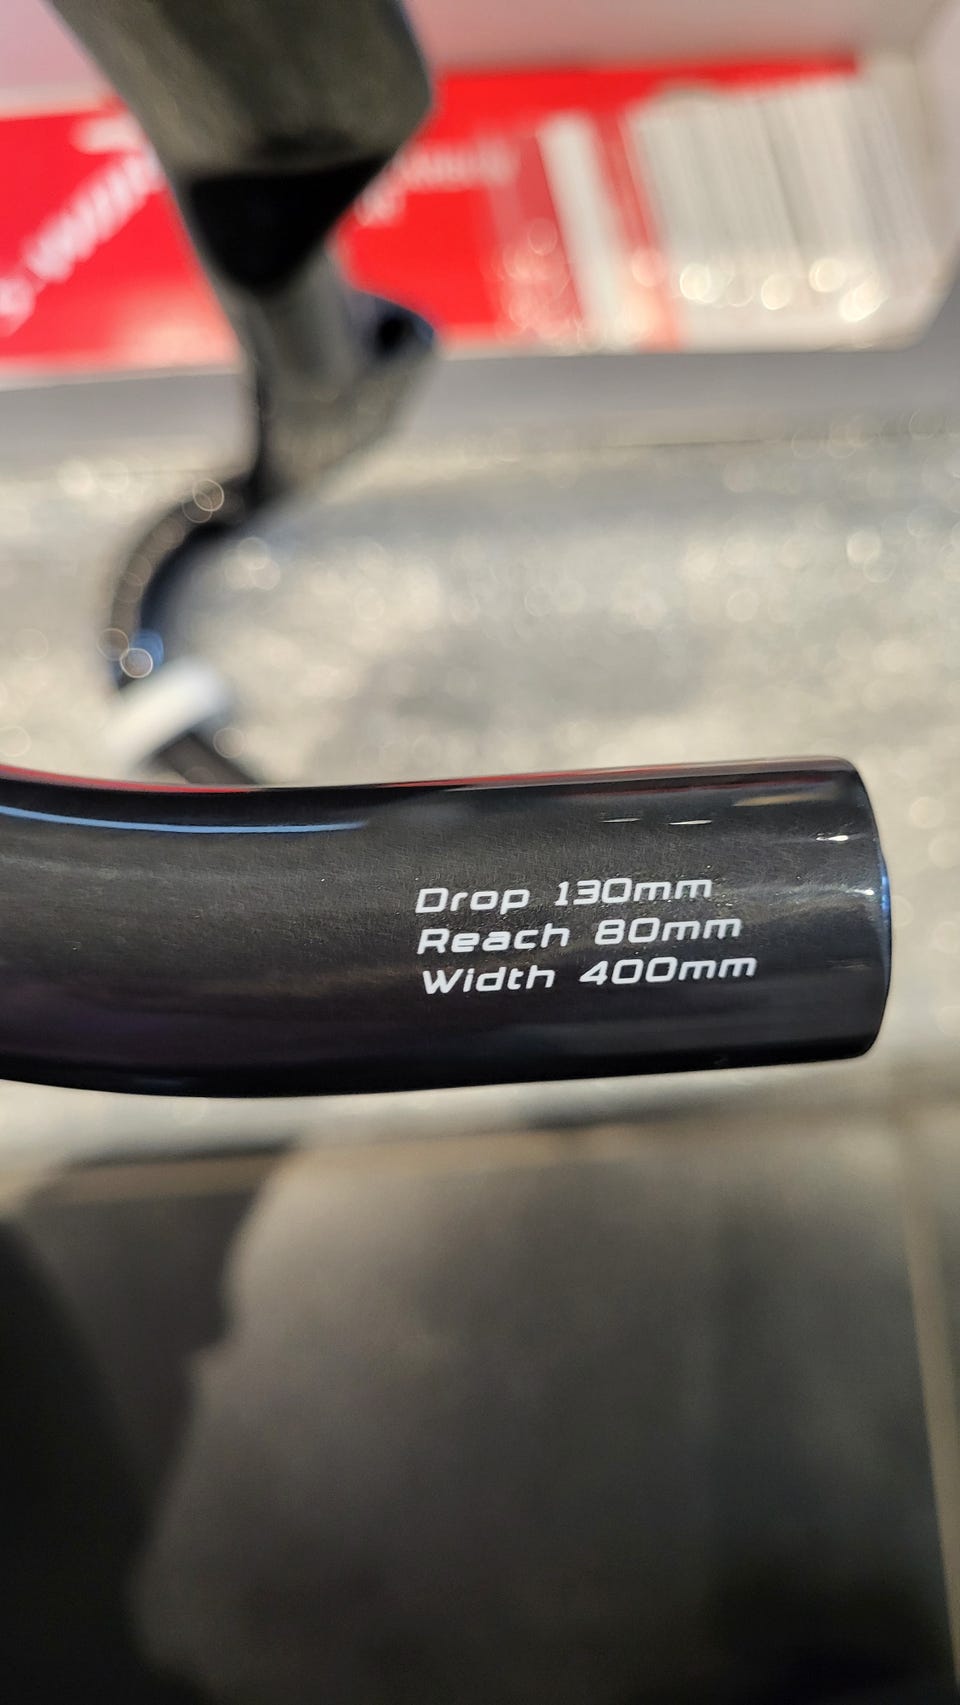 Drop 130mm
Reach 80mm
Width 400mm